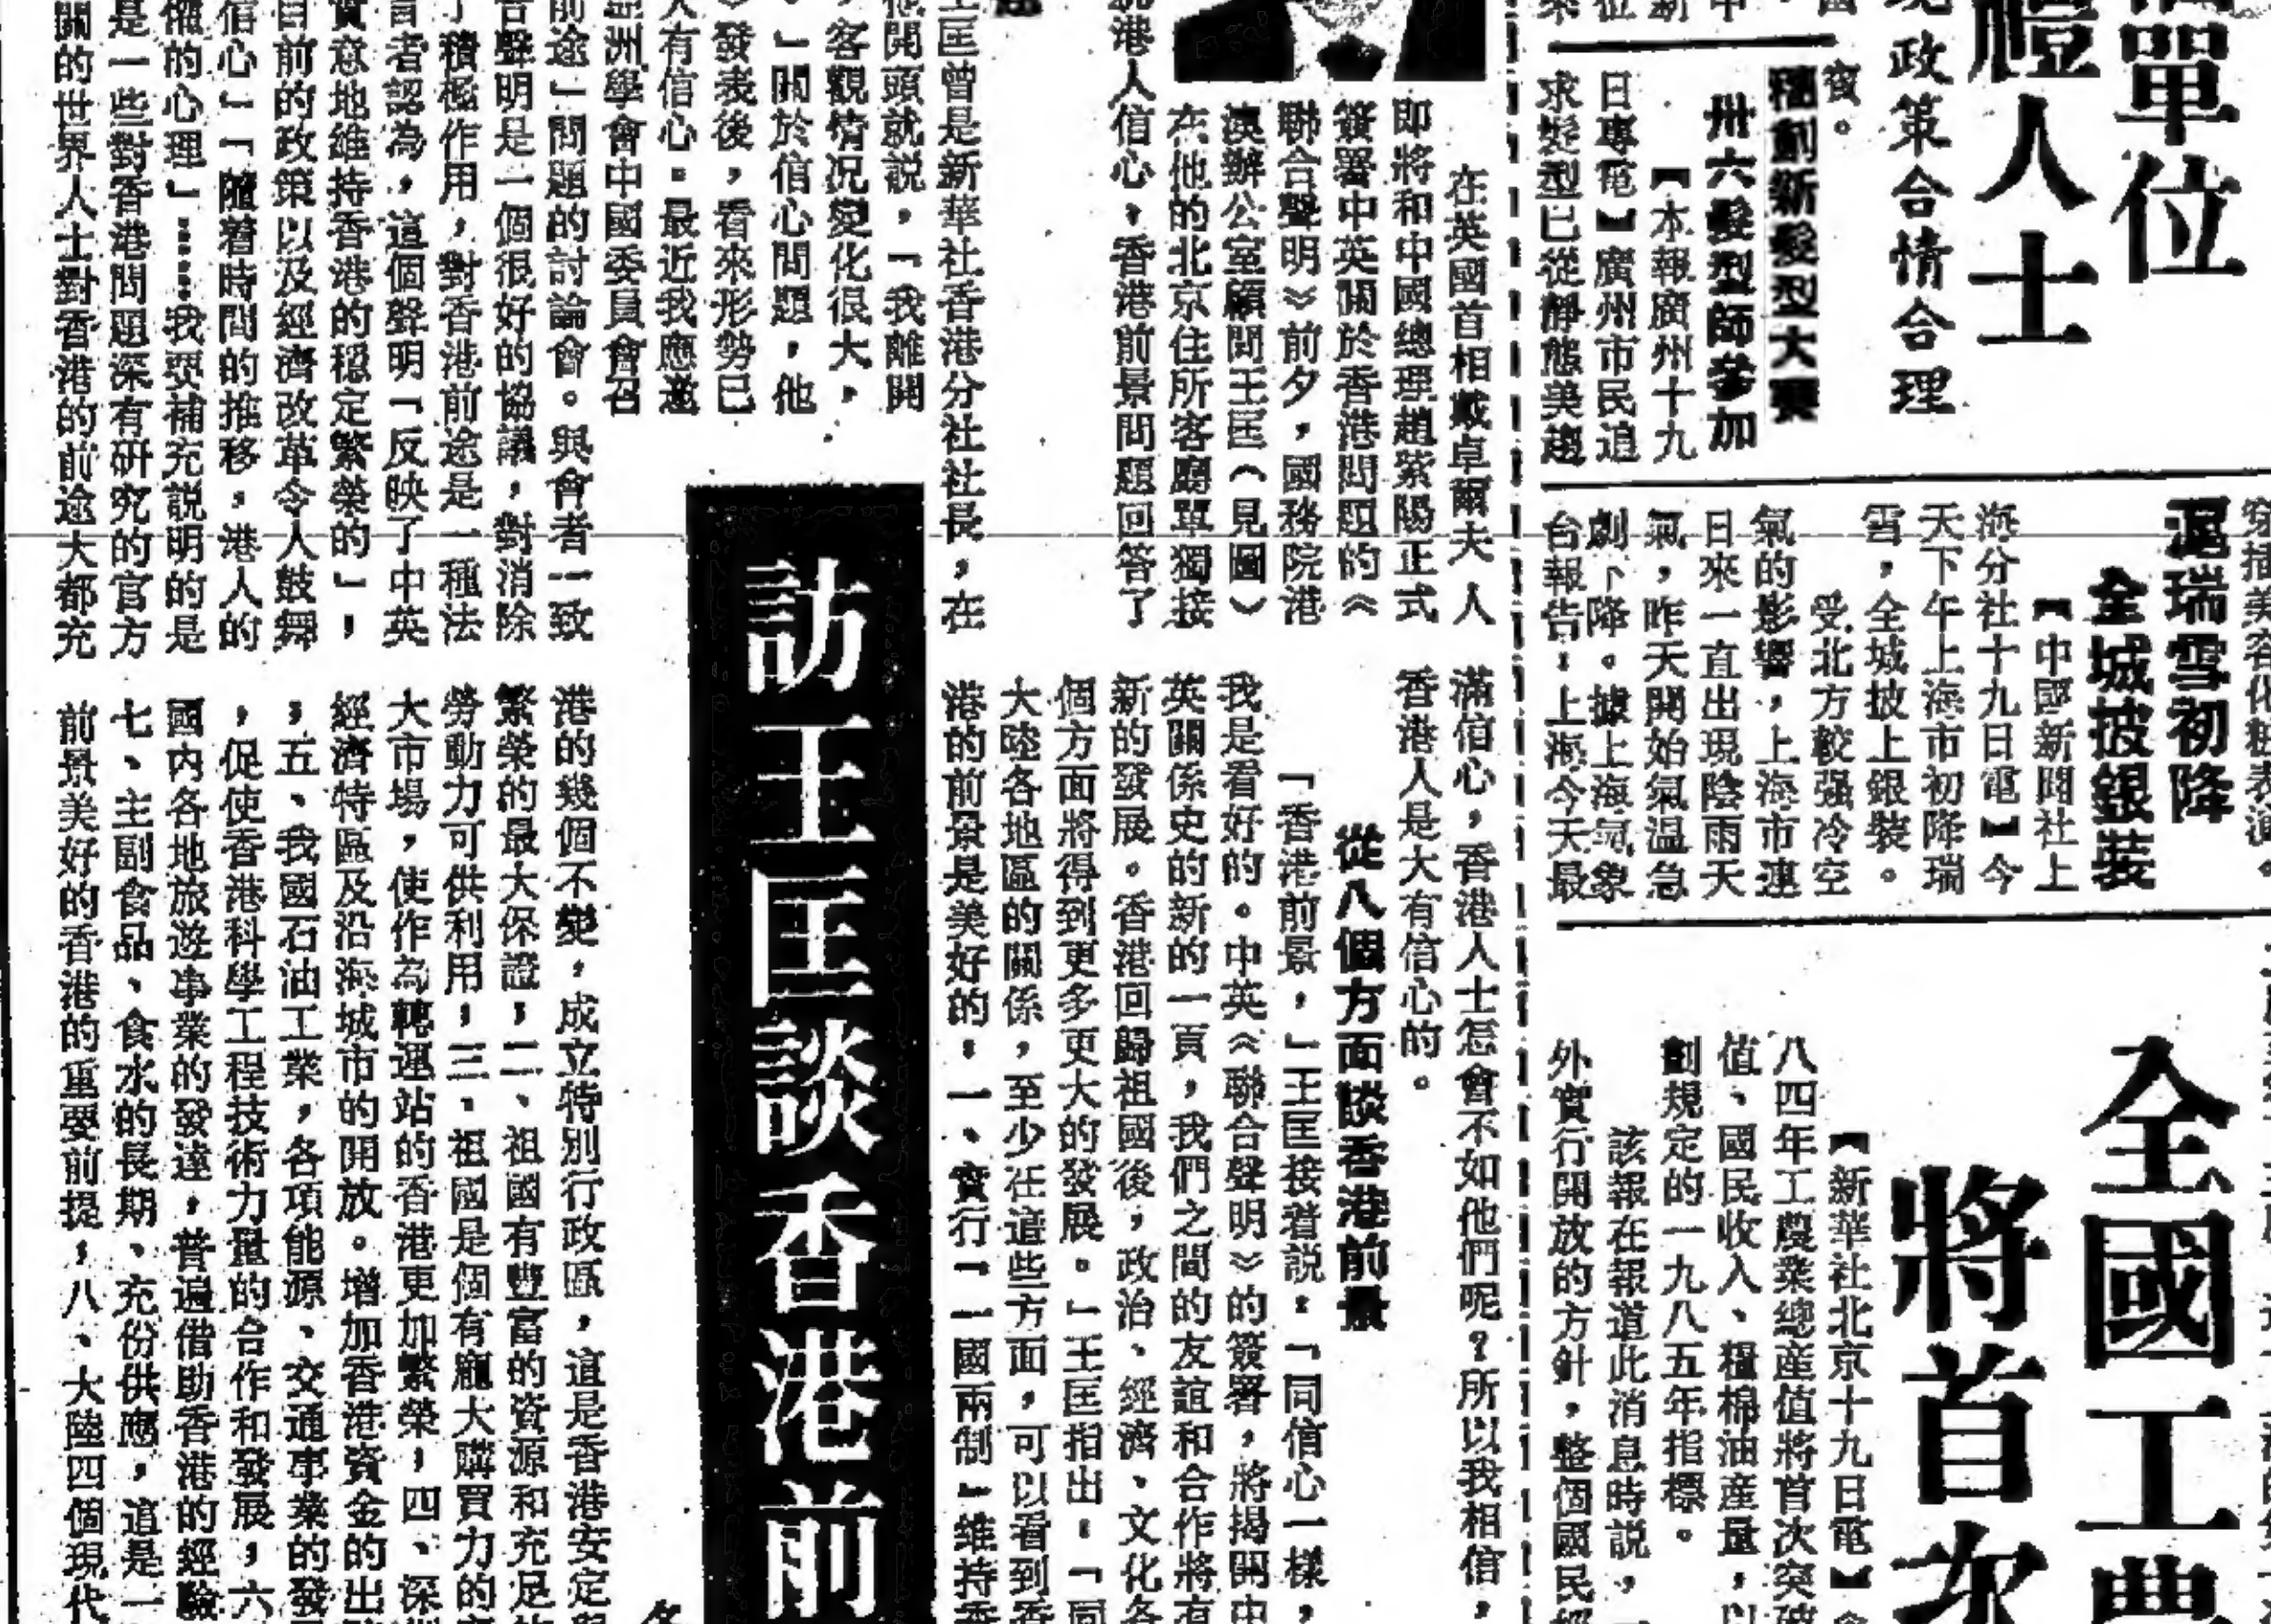 單位
禮人士
現政策合情合理
賓。
穗創新髮型大賽
卅六髮型師參加
【本報廣州十九
日專電】廣州市民追
求髮型已從靜態美趨
穿插美容化粧表演。
滬瑞雪初降
全城披銀裝
【中國新聞社上
海分社十九日電】今
天下午上海市初降瑞
雪，全城披上銀裝。
受北方較强冷空
氣的影響，上海市連
日來一直出現陰雨天
氣，昨天開始氣温急
劇下降。據上海氣象
台報告：上海今天最
全國工農
將首次
【新華社北京十九日電】
八四年工農業總産值將首次突破
值、國民收入、糧棉油産量，以
劃規定的一九八五年指標。
該報在報道此消息時説，
外實行開放的方針，整個國民經
在英國首相戴卓爾夫人
即將和中國總理趙紫陽正式
簽署中英關於香港問題的《
聯合聲明》前夕，國務院港
澳辦公室顧問王匡（見圖）
在他的北京住所客廳單獨接
就港人信心，香港前景問題回答了
王匡曾是新華社香港分社社長，在
他開頭就説，「我離開
，客觀情况變化很大，
。」關於信心問題，他
》發表後，看來形勢已
人有信心。最近我應邀
亞洲學會中國委員會召
前途」問題的討論會。與會者一致
合聲明是一個很好的協議，對消除
了積極作用，對香港前途是一種法
會者認為，這個聲明「反映了中英
實意地維持香港的穏定繁榮的」，
目前的政策以及經濟改革令人鼓舞
信心」「隨着時間的推移，港人的
懼的心理」……我要補充説明的是
是一些對香港問題深有研究的官方
關的世界人士對香港的前途大都充
訪王匡談香港前
滿信心，香港人士怎會不如他們呢？所以我相信，
香港人是大有信心的。
從八個方面談香港前景
「香港前景，」王匡接着説：「同信心一樣，
我是看好的。中英《聯合聲明》的簽署，將揭開中
英關係史的新的一頁，我們之間的友誼和合作將有
新的發展。香港回歸祖國後，政治、經濟、文化各
個方面將得到更多更大的發展。」王匡指出：「同
大陸各地區的關係，至少在這些方面，可以看到香
港的前景是美好的：一、實行「一國兩制」維持香
港的幾個不變，成立特別行政區，這是香港安定與
繁榮的最大保證；二、祖國有豐富的資源和充足的
勞動力可供利用；三、祖國是個有龐大購買力的
大市場，使作為轉運站的香港更加繁榮；四、深圳
經濟特區及沿海城市的開放。增加香港資金的出
；五、我國石油工業，各項能源、交通事業的發
，促使香港科學工程技術力量的合作和發展；六
國内各地旅遊事業的發達，普遍借助香港的經驗
七、主副食品、食水的長期、充份供應，這是一
前景美好的香港的重要前提；八、大陸四個現代